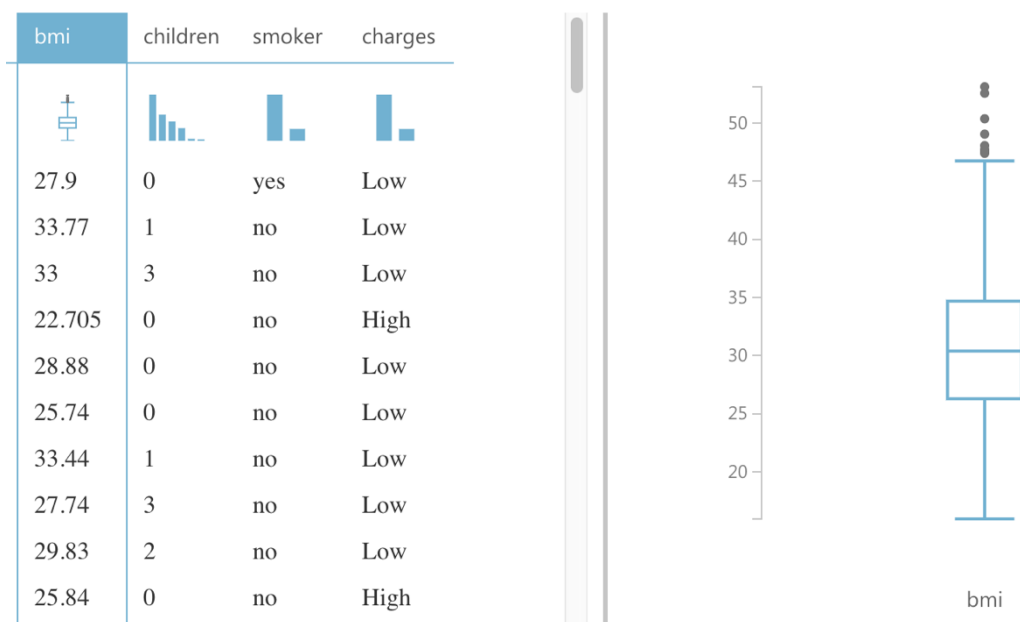 bmi children smoker charges
27.9 0 yes Low
33.77 1 no Low
33 3 no Low
22.705 0 no High
28.88 0 no Low
25.74 0 no Low
33.44 1 no Low
27.74 3 no Low
29.83 2 no Low
25.84 0 no High
50
45
40
35
30
25
20
bmi